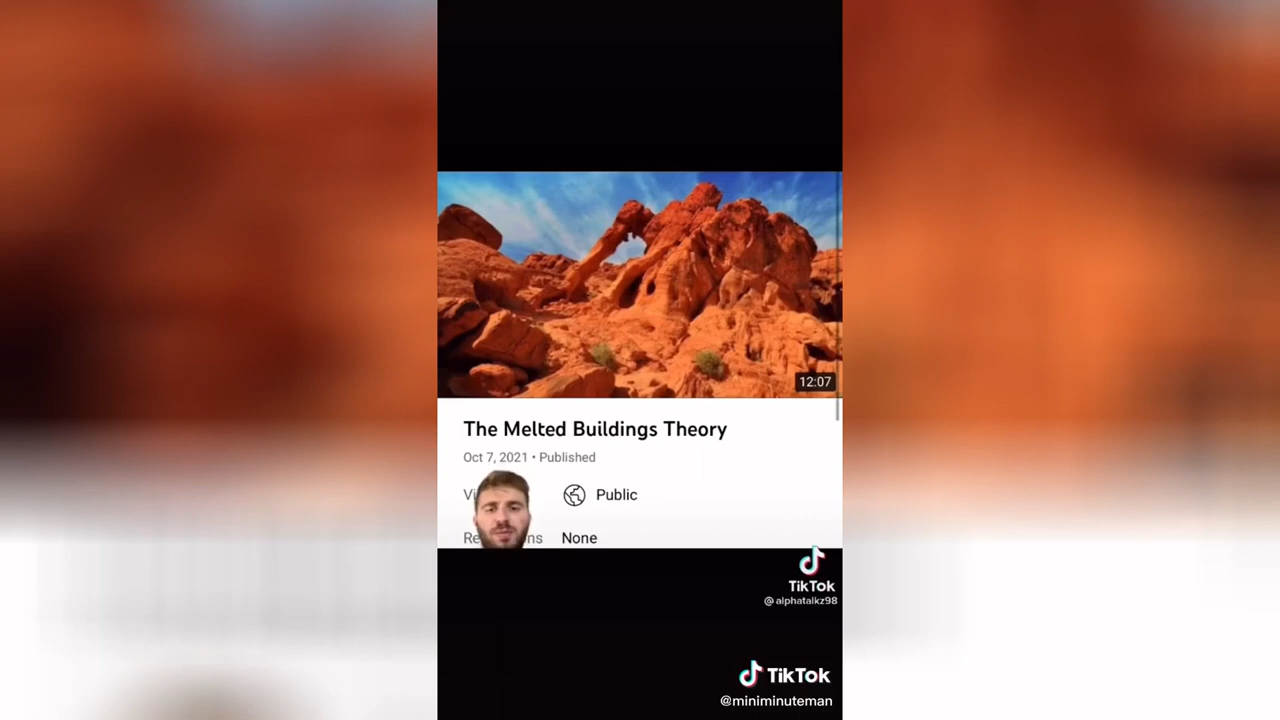 12:07
The Melted Buildings Theory
Oct 7, 2021 • Published
Public
None
TikTok
@alphatalkz98
TikTok
@miniminuteman